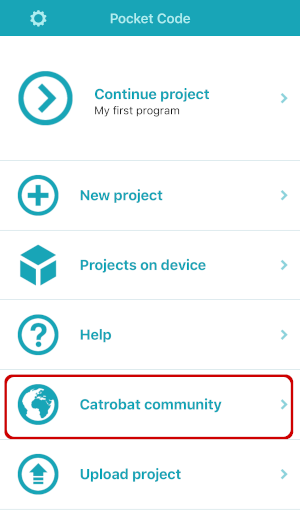 Pocket Code
Continue project
My first program
New project
Projects on device
Help
Catrobat community
Upload project